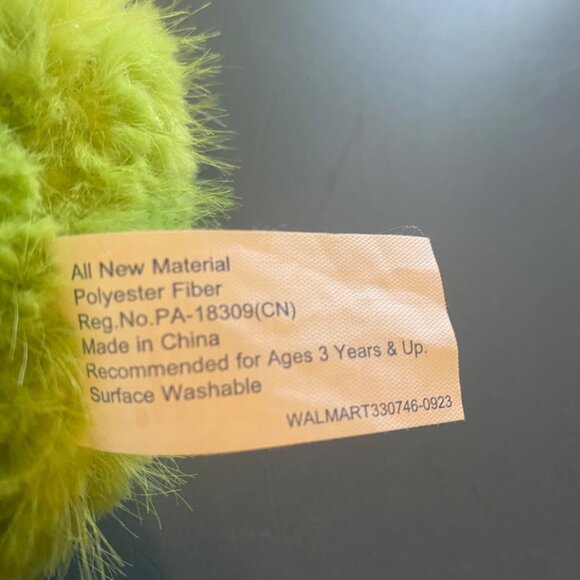 All New Material
Polyester Fiber
Reg.No.PA-18309(CN)
Made in China
Recommended for Ages 3 Years & Up.
Surface Washable
WALMART330746-0923